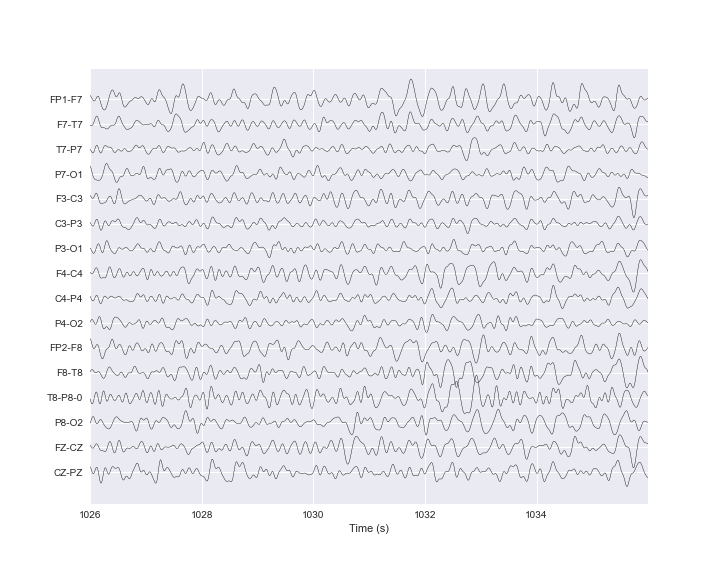 FP1-F7
F7-T7
T7-P7
P7-O1
F3-C3
C3-P3
P3-O1
F4-C4
C4-P4
P4-O2
FP2-F8
F8-T8
T8-P8-0
P8-O2
FZ-CZ
CZ-PZ
1026 1028 1030 1032 1034
Time (s)